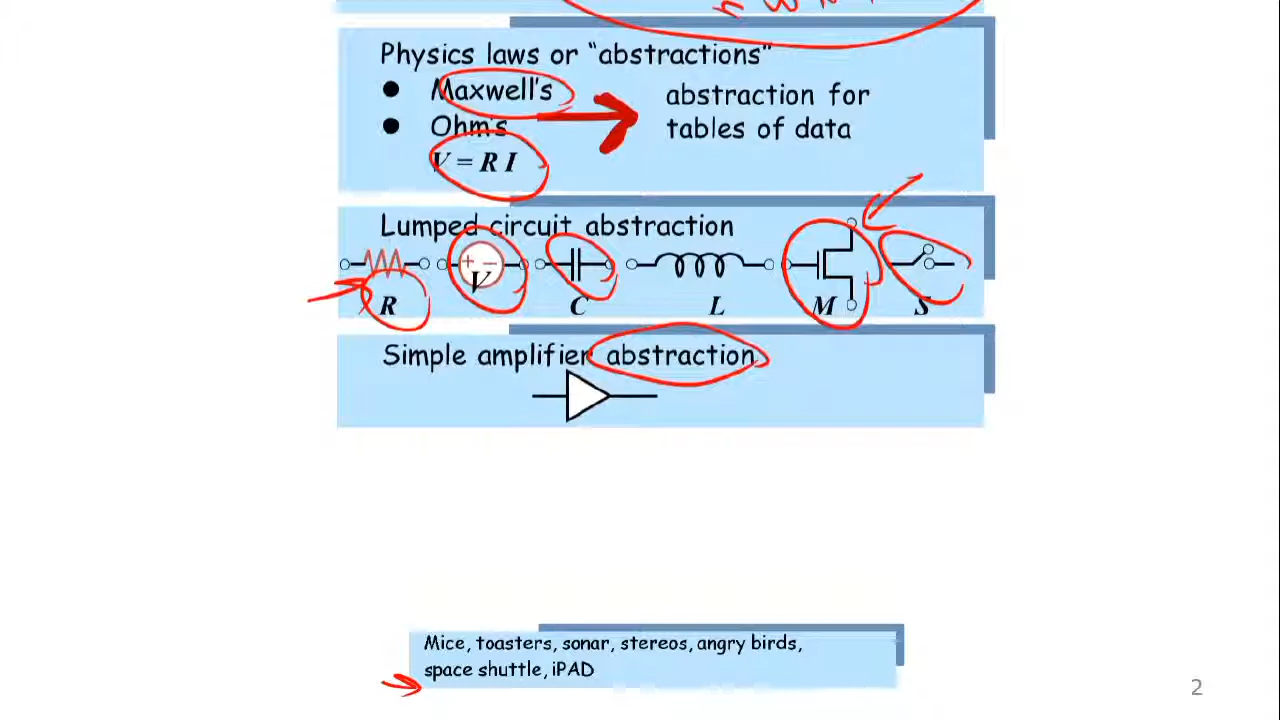 Physics laws or “abstractions”
● Maxwell's
● Ohm's
V = R I
abstraction for
tables of data
Lumped circuit abstraction
+ –
V
R C L M S
Simple amplifier abstraction
Mice, toasters, sonar, stereos, angry birds,
space shuttle, iPAD
2